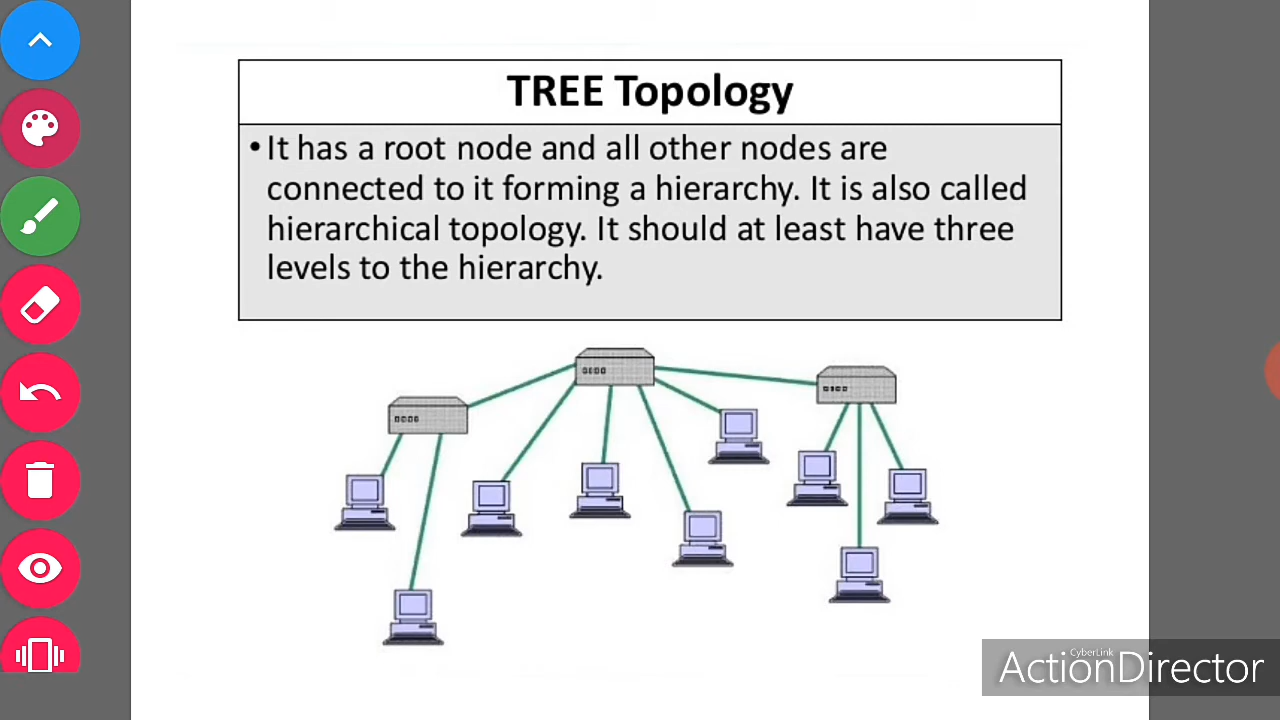 TREE Topology
• It has a root node and all other nodes are
connected to it forming a hierarchy. It is also called
hierarchical topology. It should at least have three
levels to the hierarchy.
CyberLink
ActionDirector